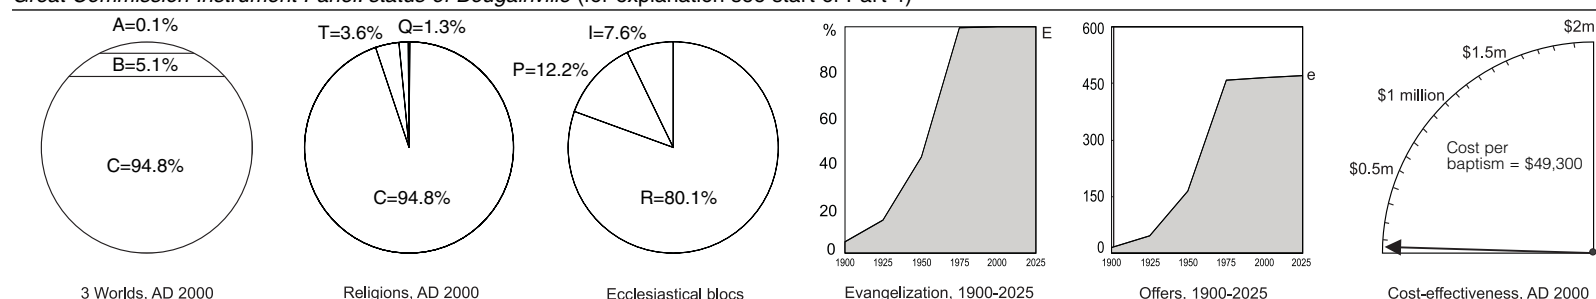 Great Commission Instrument Panel: status of Bougainville (for explanation see start of Part 4)
A=0.1%
B=5.1%
C=94.8%
3 Worlds, AD 2000
T=3.6%
Q=1.3%
C=94.8%
Religions, AD 2000
I=7.6%
P=12.2%
R=80.1%
Ecclesiastical blocs
%
80
60
40
20
0
E
1900 1925 1950 1975 2000 2025
Evangelization, 1900-2025
600
450
300
150
0
e
1900 1925 1950 1975 2000 2025
Offers, 1900-2025
$2m
$1.5m
$1 million
$0.5m
Cost per
baptism = $49,300
Cost-effectiveness, AD 2000